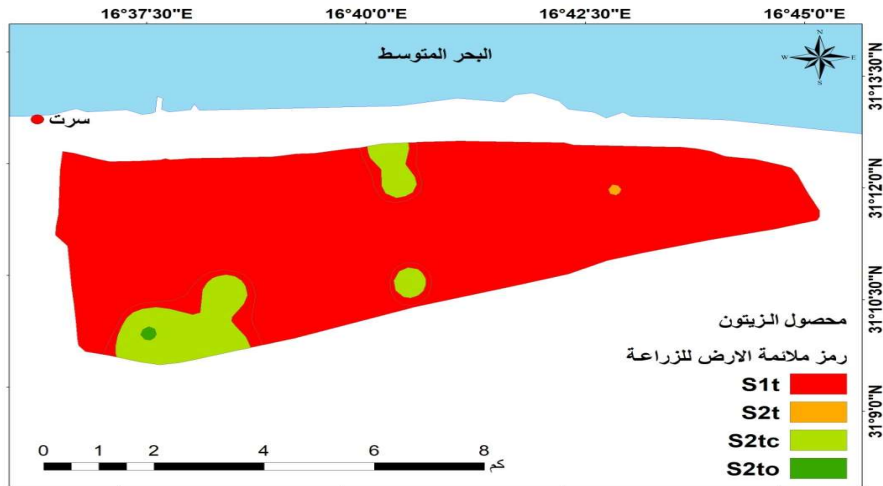 16°37'30"E 16°40'0"E 16°42'30"E 16°45'0"E
البحر المتوسط
N
W E
S
31°13'30"N
سرت
31°12'0"N
31°10'30"N
محصول الزيتون
رمز ملائمة الارض للزراعة
S1t
S2t
31°9'0"N
S2tc
S2to
0 1 2 4 6 8
كم